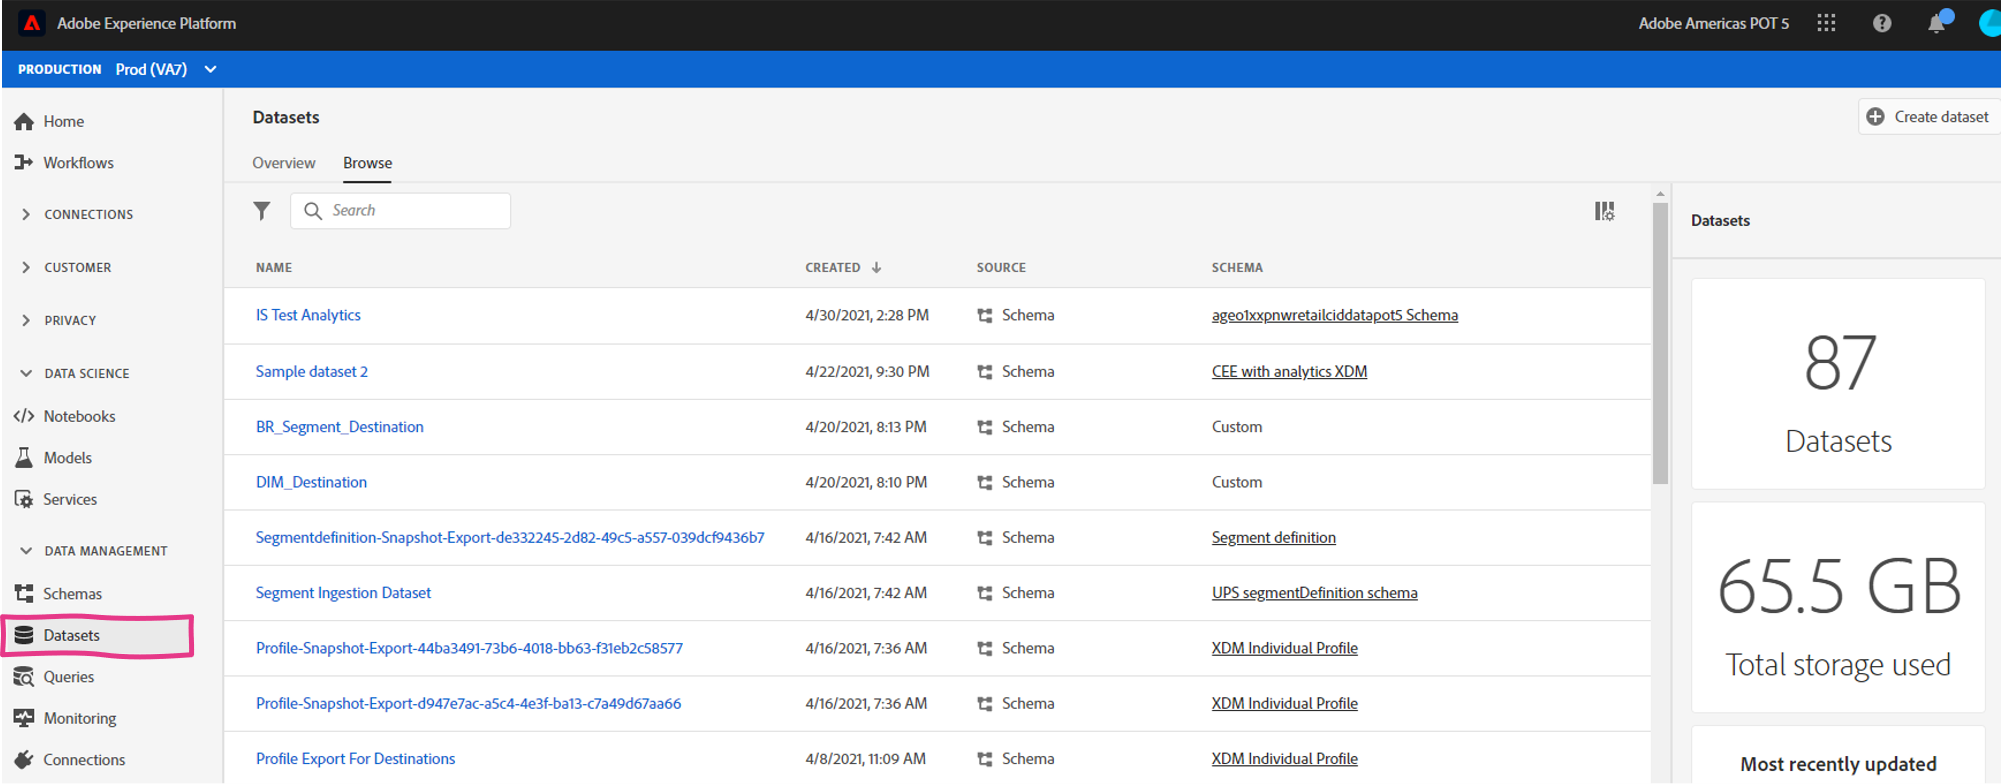 Adobe Experience Platform
Adobe Americas POT 5
PRODUCTION Prod (VA7)
Home
Workflows
CONNECTIONS
CUSTOMER
PRIVACY
DATA SCIENCE
Notebooks
Models
Services
DATA MANAGEMENT
Schemas
Datasets
Queries
Monitoring
Connections
Datasets
Create dataset
Overview Browse
Search
NAME CREATED SOURCE SCHEMA
IS Test Analytics 4/30/2021, 2:28 PM Schema ageo1xxpnwretailciddatapot5 Schema
Sample dataset 2 4/22/2021, 9:30 PM Schema CEE with analytics XDM
BR_Segment_Destination 4/20/2021, 8:13 PM Schema Custom
DIM_Destination 4/20/2021, 8:10 PM Schema Custom
Segmentdefinition-Snapshot-Export-de332245-2d82-49c5-a557-039dcf9436b7 4/16/2021, 7:42 AM Schema Segment definition
Segment Ingestion Dataset 4/16/2021, 7:42 AM Schema UPS segmentDefinition schema
Profile-Snapshot-Export-44ba3491-73b6-4018-bb63-f31eb2c58577 4/16/2021, 7:36 AM Schema XDM Individual Profile
Profile-Snapshot-Export-d947e7ac-a5c4-4e3f-ba13-c7a49d67aa66 4/16/2021, 7:36 AM Schema XDM Individual Profile
Profile Export For Destinations 4/8/2021, 11:09 AM Schema XDM Individual Profile
Datasets
87
Datasets
65.5 GB
Total storage used
Most recently updated